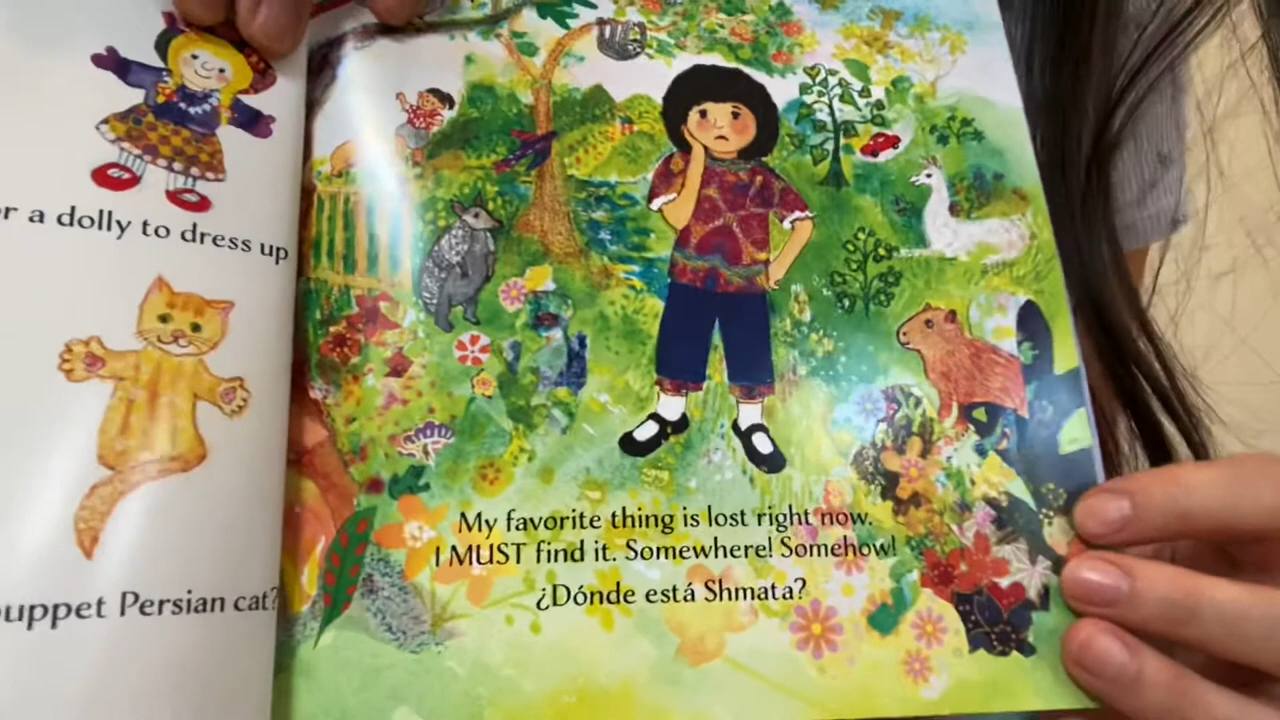 r a dolly to dress up
uppet Persian cat?
My favorite thing is lost right now.
I MUST find it. Somewhere! Somehow!
¿Dónde está Shmata?